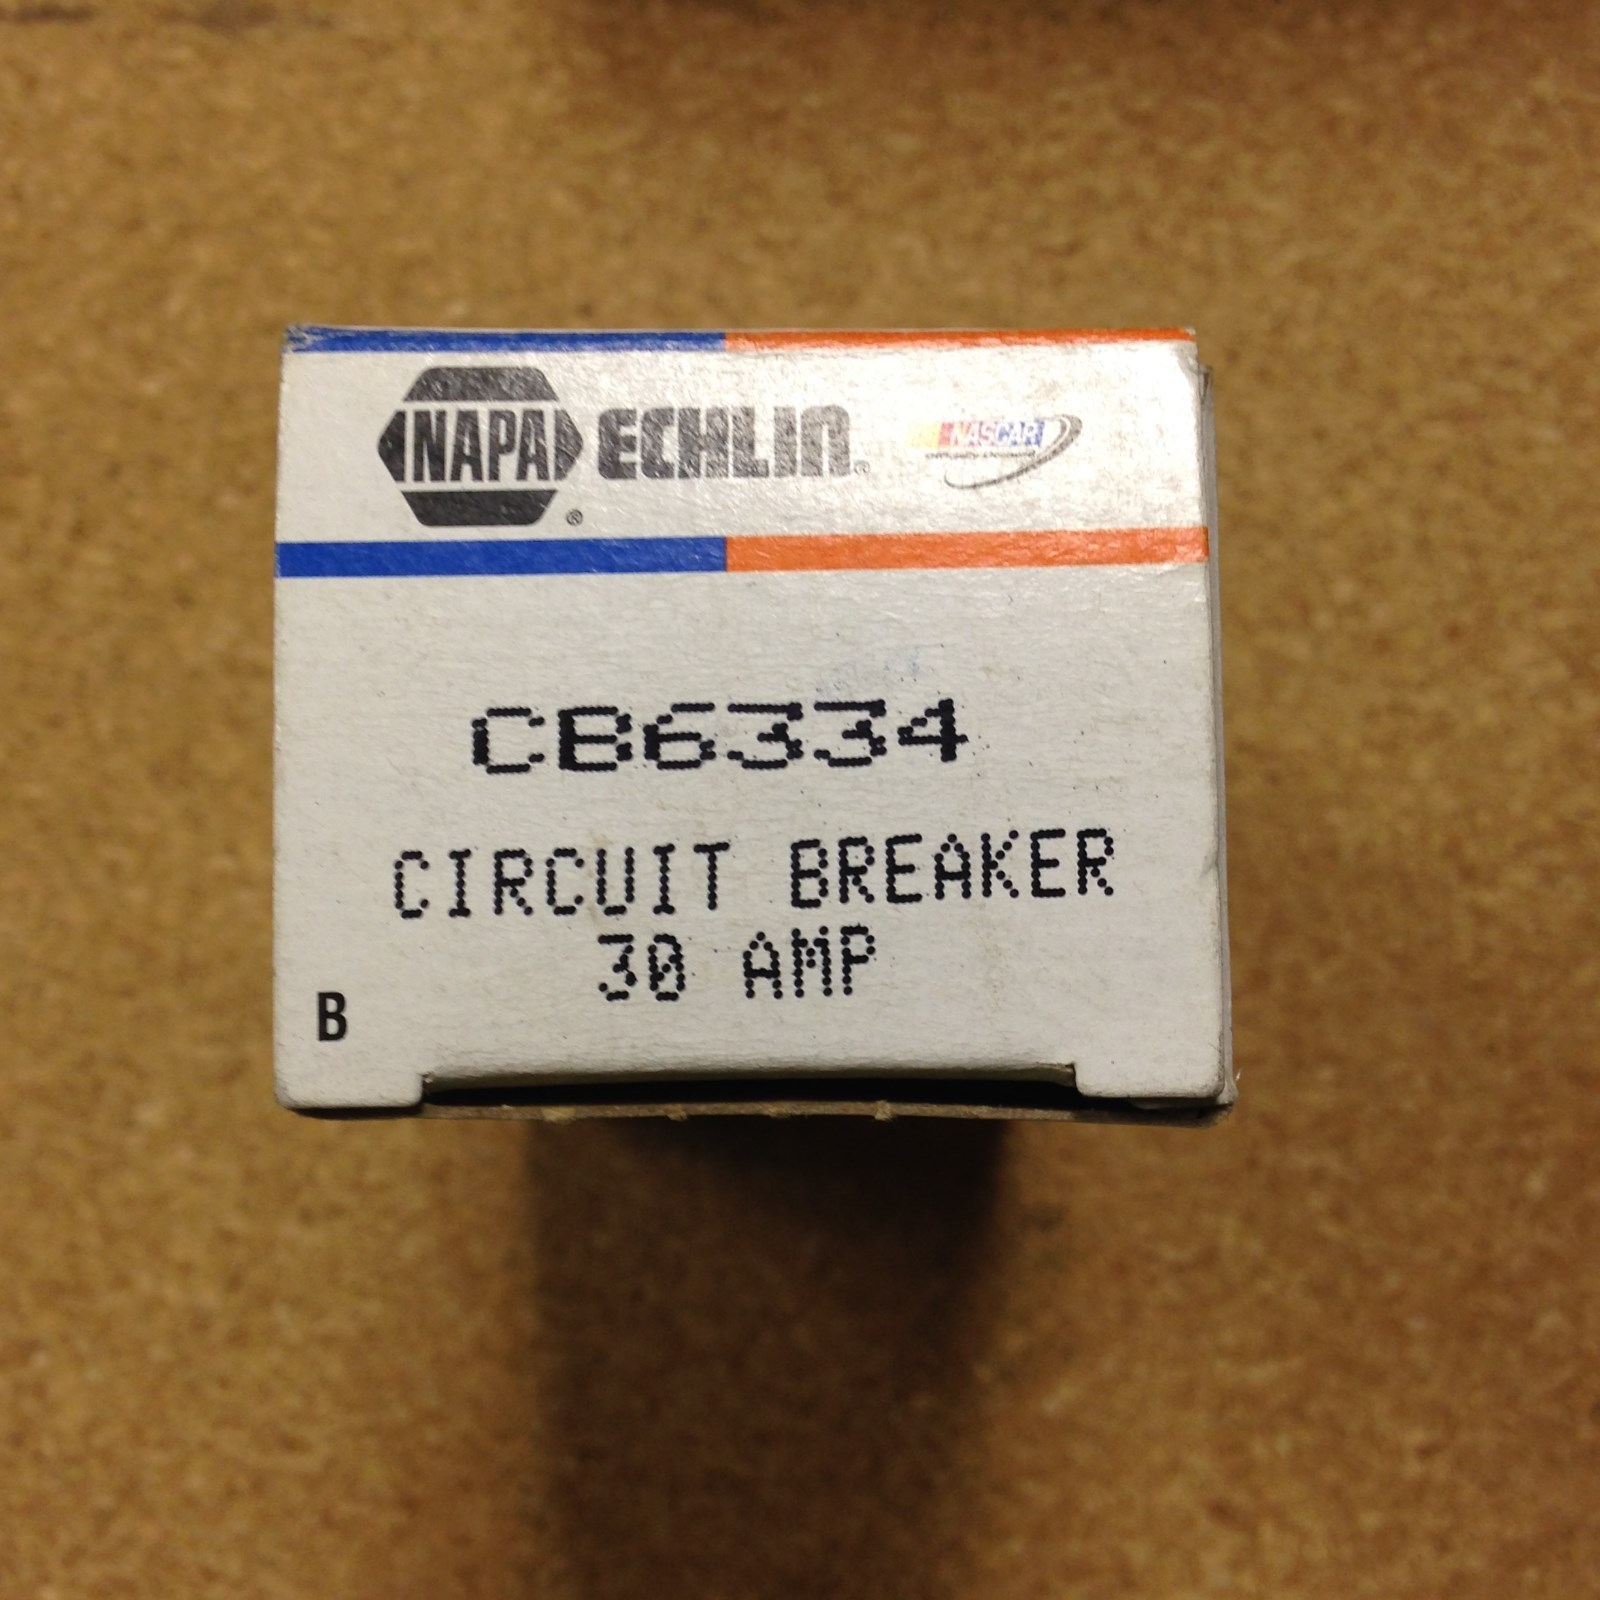 NAPA® ECHLIN® NASCAR
CB6334
CIRCUIT BREAKER
30 AMP
B